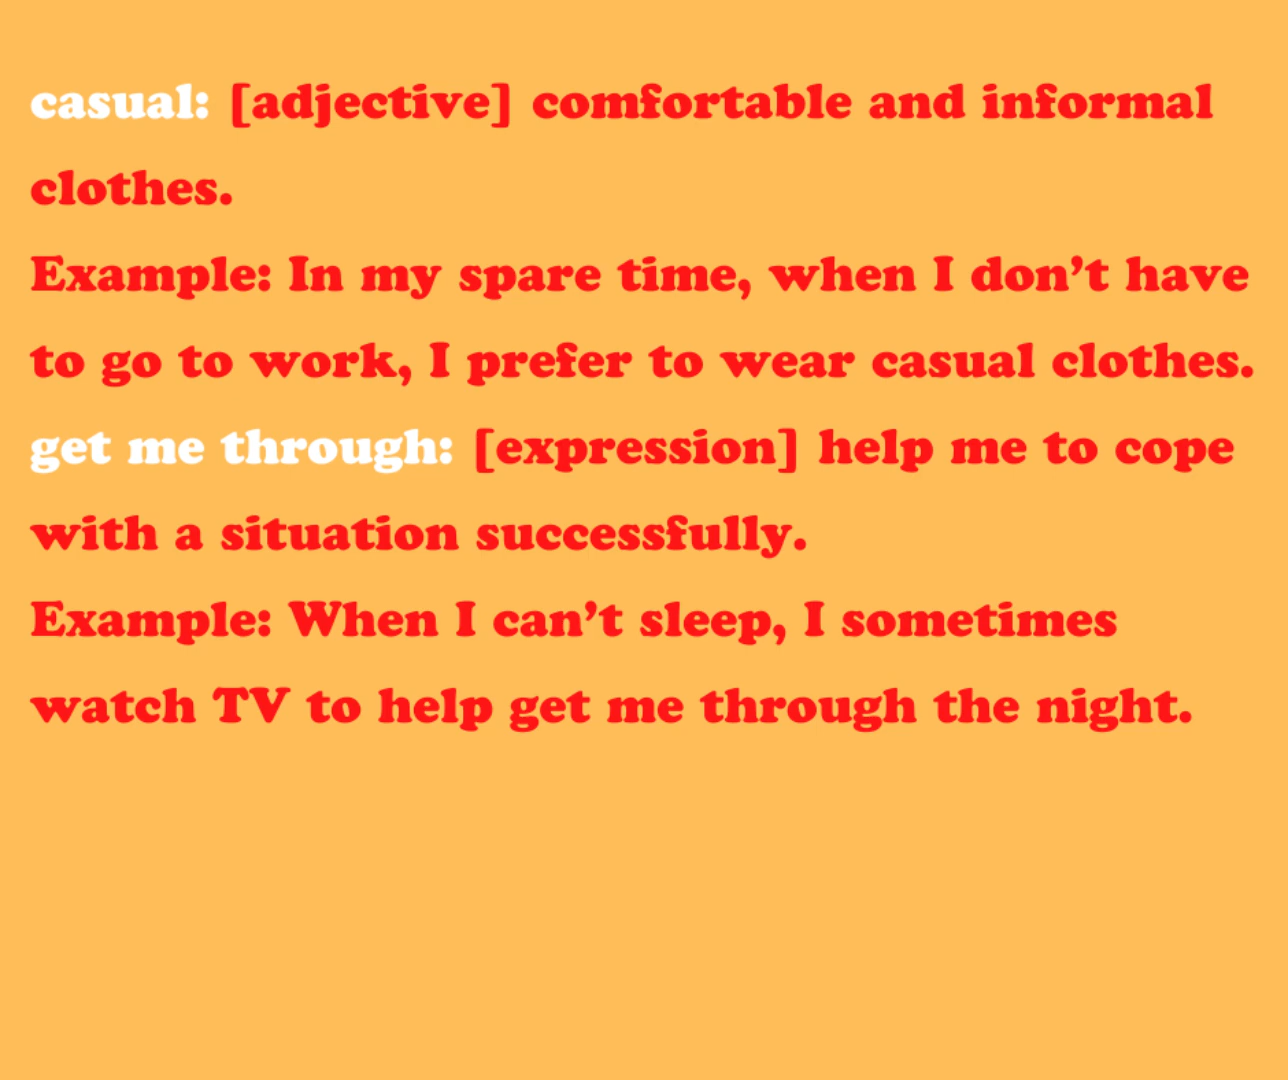 casual: [adjective] comfortable and informal
clothes.
Example: In my spare time, when I don’t have
to go to work, I prefer to wear casual clothes.
get me through: [expression] help me to cope
with a situation successfully.
Example: When I can’t sleep, I sometimes
watch TV to help get me through the night.